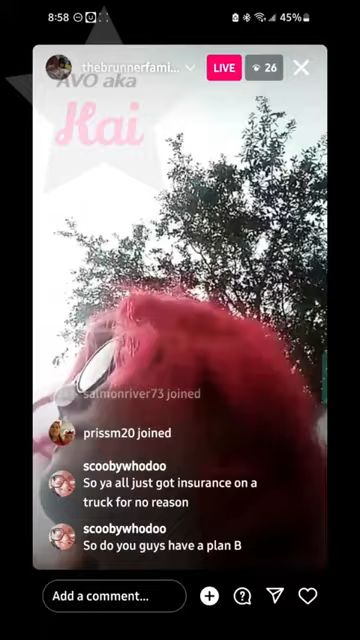 8:58
45%
thebrunnerfami...
LIVE
26
AVO aka
Kai
salmonriver73 joined
prissm20 joined
scoobywhodoo
So ya all just got insurance on a
truck for no reason
scoobywhodoo
So do you guys have a plan B
Add a comment...